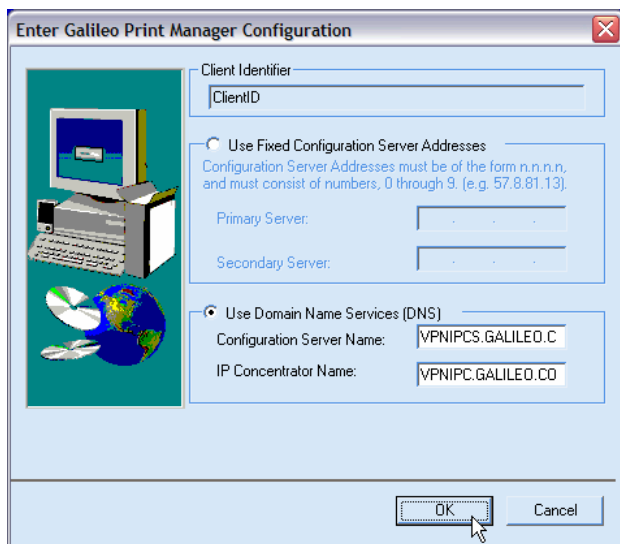 Enter Galileo Print Manager Configuration
Client Identifier
ClientID
Use Fixed Configuration Server Addresses
Configuration Server Addresses must be of the form n.n.n.n,
and must consist of numbers, 0 through 9. (e.g. 57.8.81.13).
Primary Server:
Secondary Server:
Use Domain Name Services (DNS)
Configuration Server Name: VPNIPCS.GALILEO.C
IP Concentrator Name: VPNIPC.GALILEO.CO
OK Cancel